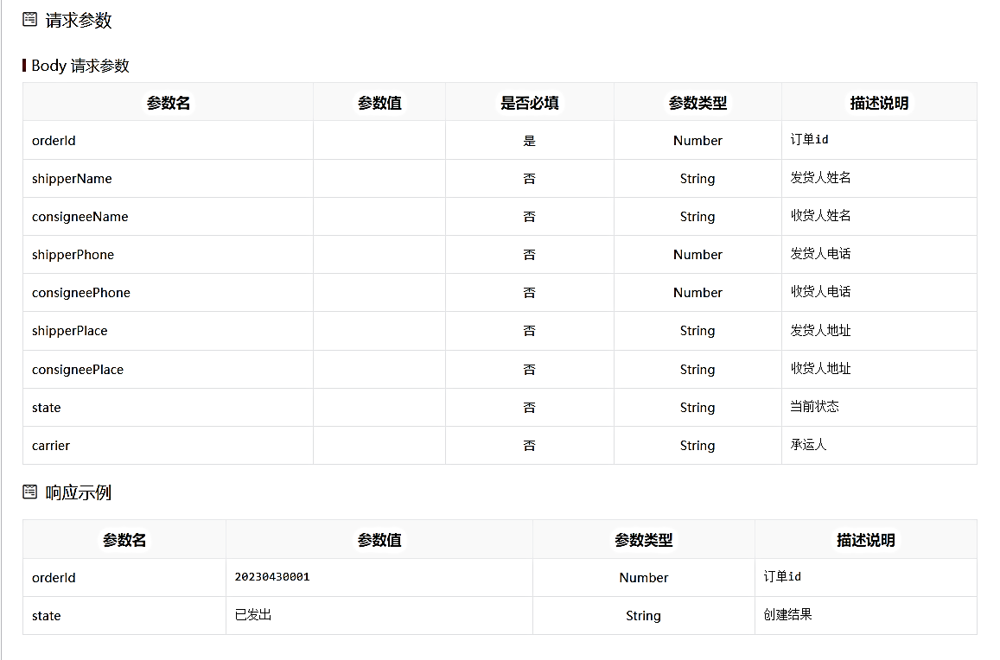 请求参数
Body 请求参数
参数名 参数值 是否必填 参数类型 描述说明
orderId 是 Number 订单id
shipperName 否 String 发货人姓名
consigneeName 否 String 收货人姓名
shipperPhone 否 Number 发货人电话
consigneePhone 否 Number 收货人电话
shipperPlace 否 String 发货人地址
consigneePlace 否 String 收货人地址
state 否 String 当前状态
carrier 否 String 承运人
响应示例
参数名 参数值 参数类型 描述说明
orderId 20230430001 Number 订单id
state 已发出 String 创建结果